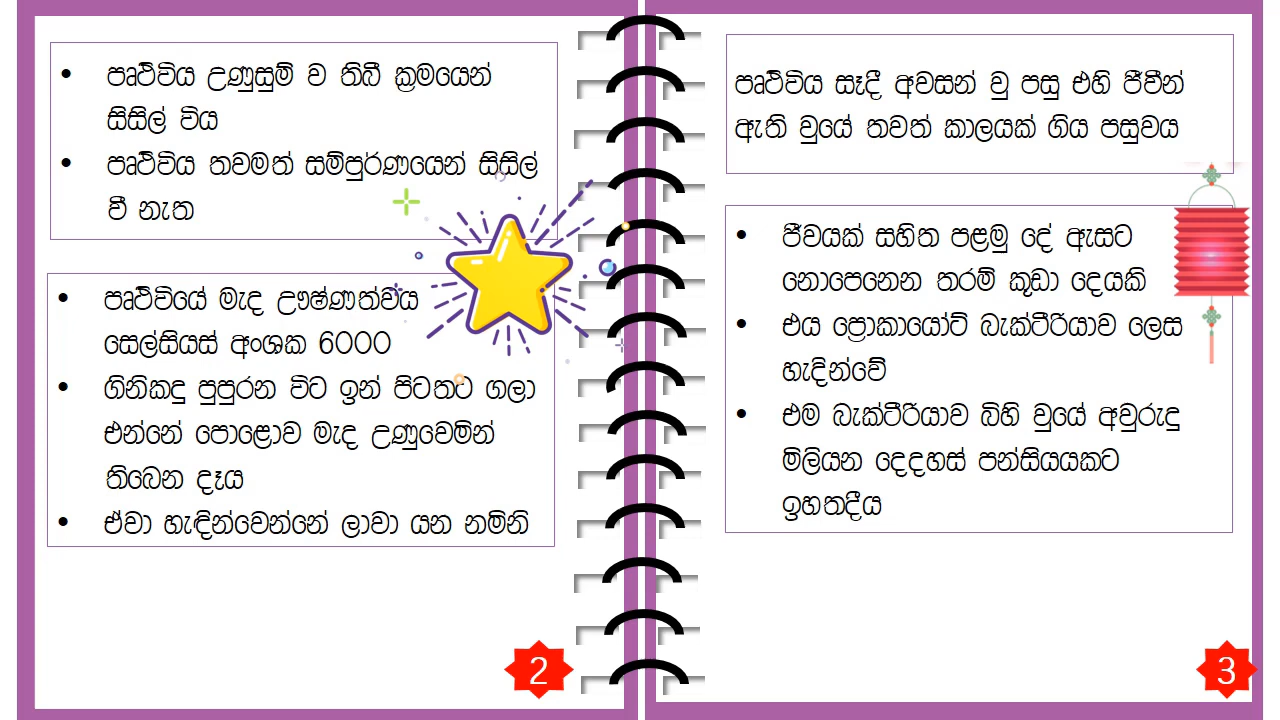 • පෘථිවිය උණුසුම් ව තිබී ක්‍රමයෙන්
සිසිල් විය
• පෘථිවිය තවමත් සම්පුර්ණයෙන් සිසිල්
වී නැත
• පෘථිවියේ මැද ඌෂ්ණත්වය
සෙල්සියස් අංශක 6000
• ගිනිකඳු පුපුරන විට ඉන් පිටතට ගලා
එන්නේ පොළොව මැද උණුවෙමින්
තිබෙන දෑය
• ඒවා හැඳින්වෙන්නේ ලාවා යන නමිනි
2
පෘථිවිය සෑදී අවසන් වු පසු එහි ජීවීන්
ඇති වුයේ තවත් කාලයක් ගිය පසුවය
• ජීවයක් සහිත පළමු දේ ඇසට
නොපෙනෙන තරම් කූඩා දෙයකි
• එය ප්‍රොකායෝට් බැක්ටීරියාව ලෙස
හැදින්වේ
• එම බැක්ටීරියාව බිහි වුයේ අවුරුදු
මිලියන දෙදහස් පන්සියයකට
ඉහතදීය
3